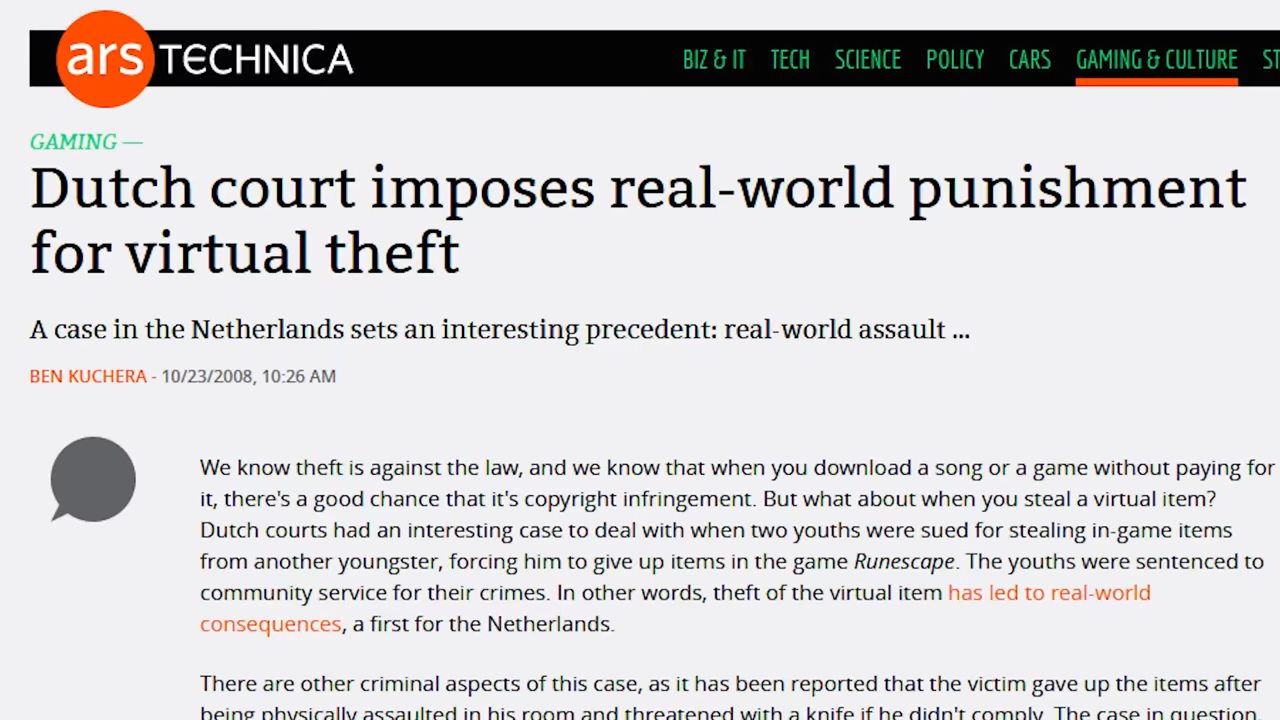 ars TECHNICA
BIZ & IT TECH SCIENCE POLICY CARS GAMING & CULTURE
GAMING —
Dutch court imposes real-world punishment
for virtual theft
A case in the Netherlands sets an interesting precedent: real-world assault ...
BEN KUCHERA - 10/23/2008, 10:26 AM
We know theft is against the law, and we know that when you download a song or a game without paying for
it, there's a good chance that it's copyright infringement. But what about when you steal a virtual item?
Dutch courts had an interesting case to deal with when two youths were sued for stealing in-game items
from another youngster, forcing him to give up items in the game Runescape. The youths were sentenced to
community service for their crimes. In other words, theft of the virtual item has led to real-world
consequences, a first for the Netherlands.
There are other criminal aspects of this case, as it has been reported that the victim gave up the items after
being physically assaulted in his room and threatened with a knife if he didn't comply. The case in question,